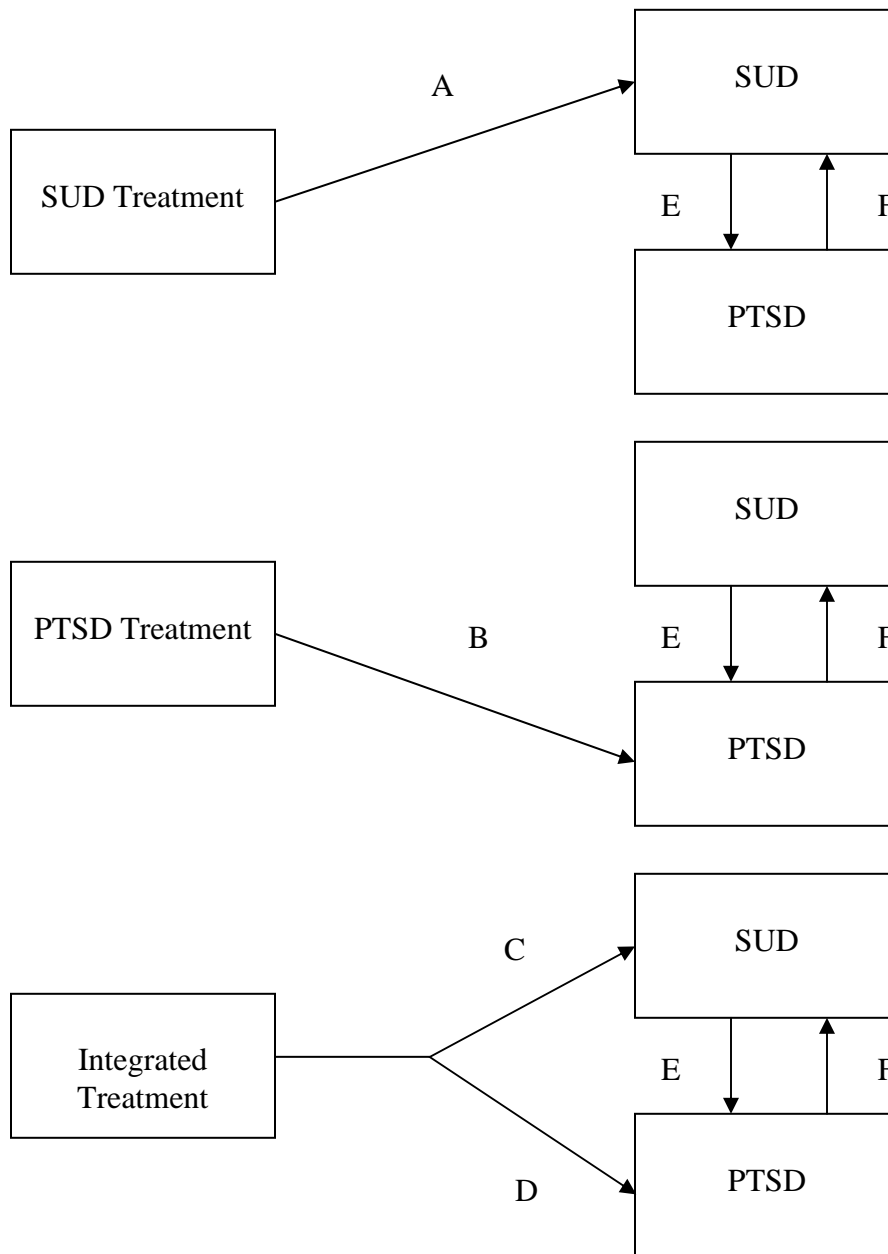 A
SUD
SUD Treatment
E
F
PTSD
SUD
PTSD Treatment
B
E
F
PTSD
C
SUD
Integrated
Treatment
E
F
D
PTSD